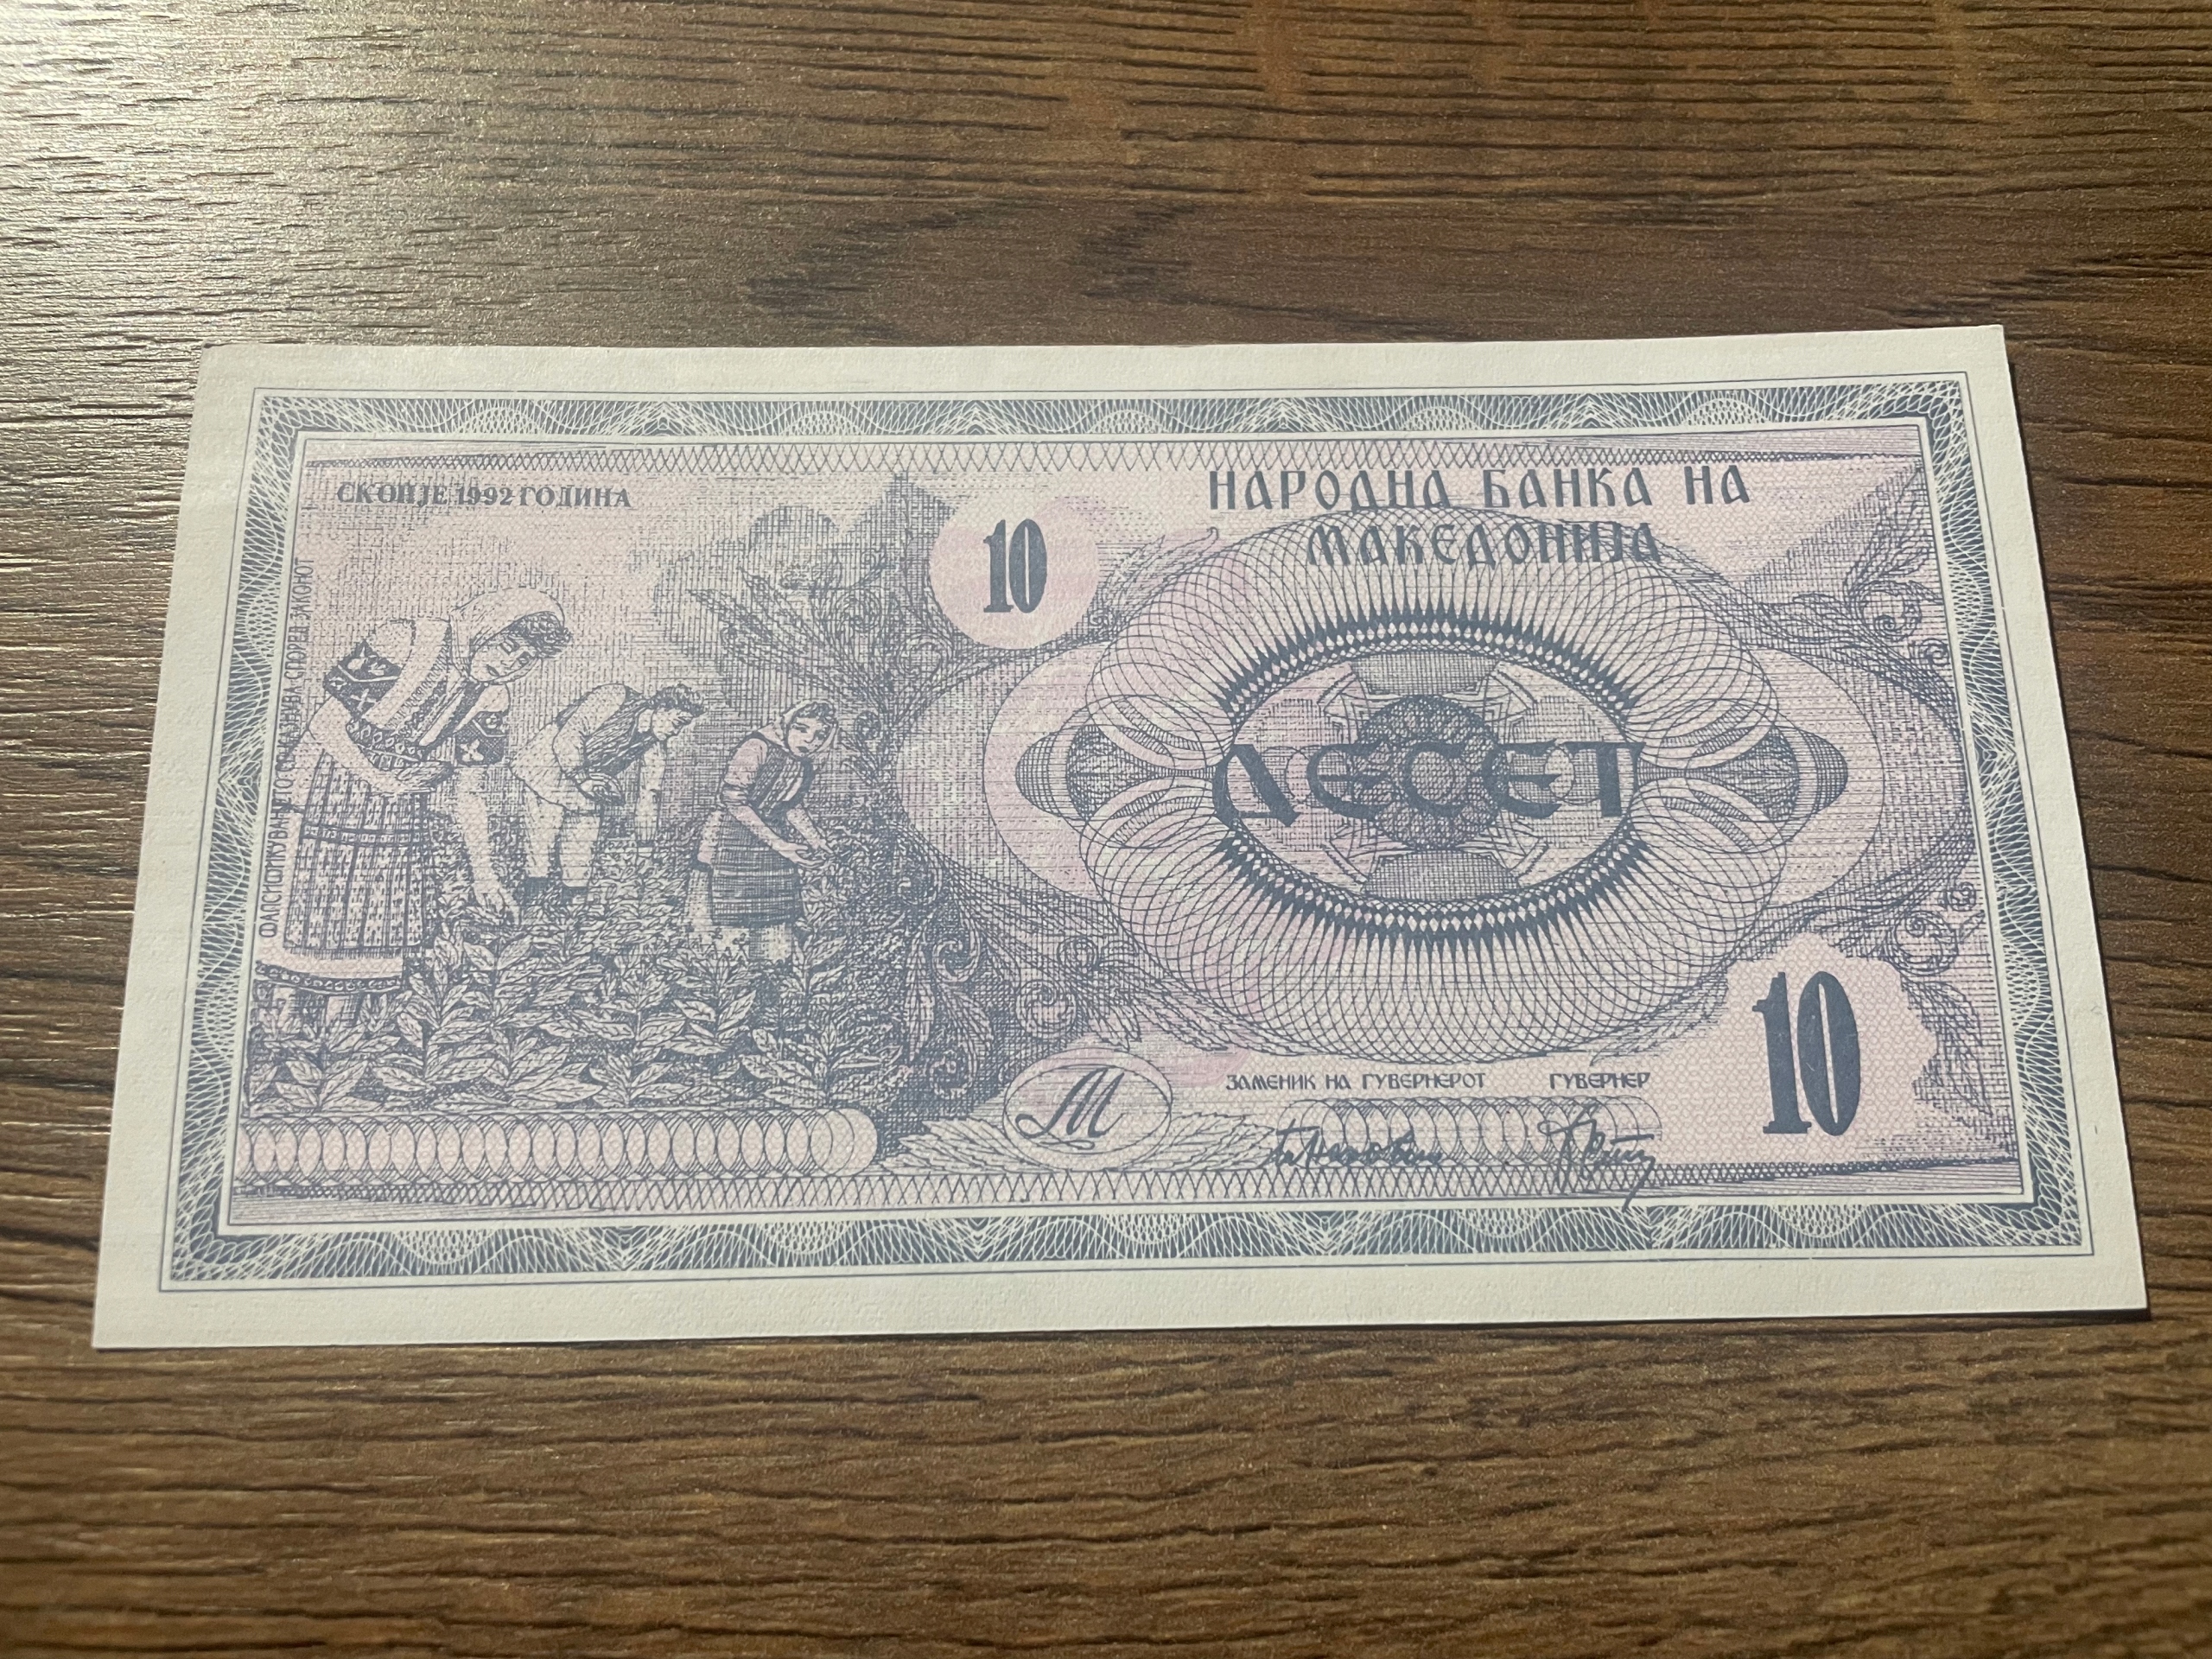 СКОПЈЕ 1992 ГОДИНА
НАРОДНА БАНКА НА
МАКЕДОНИЈА
10
ФАЛСИФИКУВАЊЕТО СЕ КАЗНУВА СПОРЕД ЗАКОНОТ
ДЕСЕТ
10
М
ЗАМЕНИК НА ГУВЕРНЕРОТ ГУВЕРНЕР